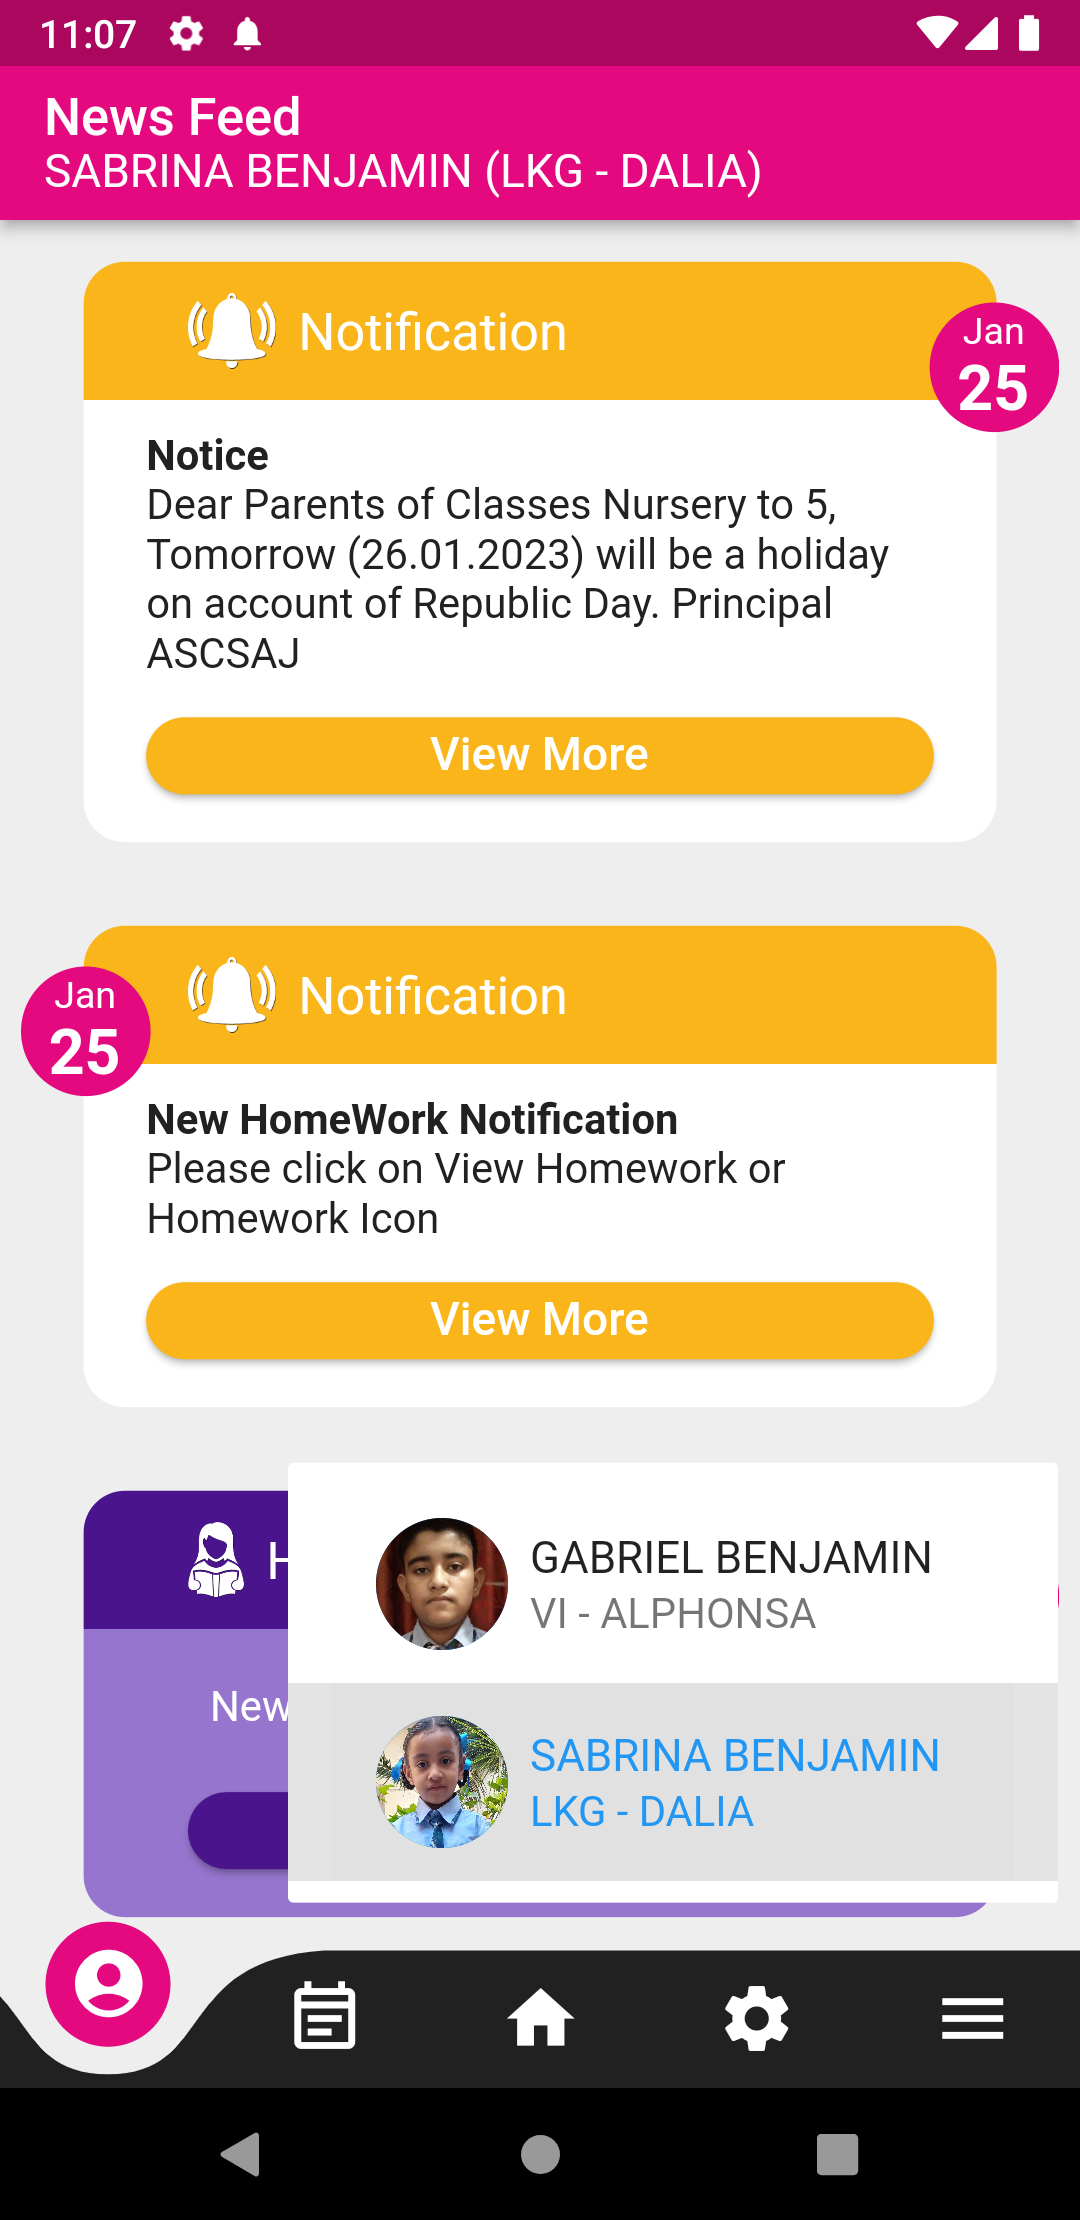 11:07
News Feed
SABRINA BENJAMIN (LKG - DALIA)
Notification
Jan
25
Notice
Dear Parents of Classes Nursery to 5,
Tomorrow (26.01.2023) will be a holiday
on account of Republic Day. Principal
ASCSAJ
View More
Notification
Jan
25
New HomeWork Notification
Please click on View Homework or
Homework Icon
View More
H
New
GABRIEL BENJAMIN
VI - ALPHONSA
SABRINA BENJAMIN
LKG - DALIA